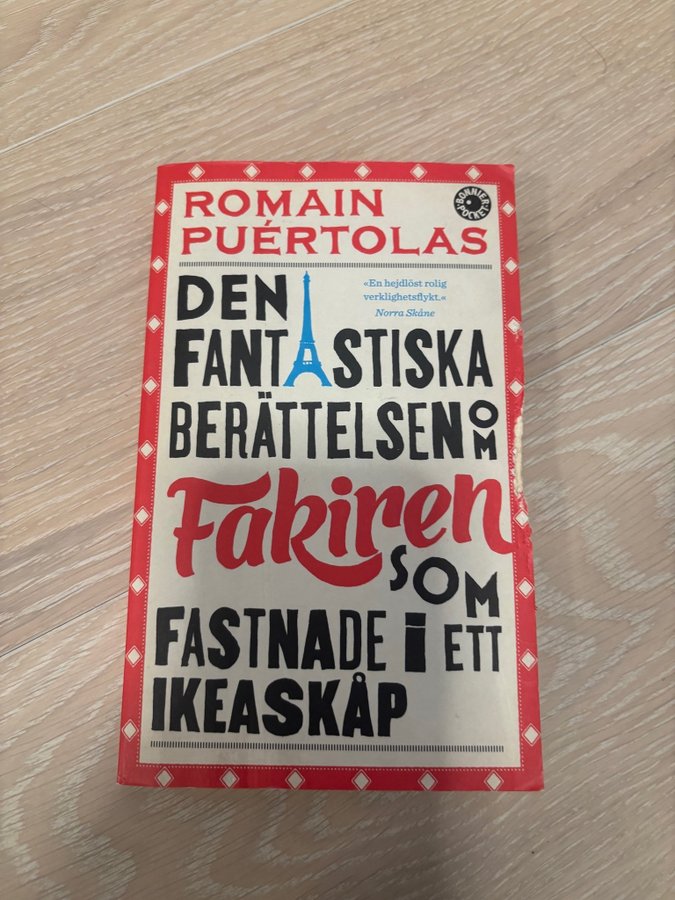 ROMAIN
PUÉRTOLAS
BONNIER POCKET
DEN
«En hejdlöst rolig
verklighetsflykt.«
Norra Skåne
FANTASTISKA
BERÄTTELSEN OM
Fakiren
SOM
FASTNADE i ETT
IKEASKÅP